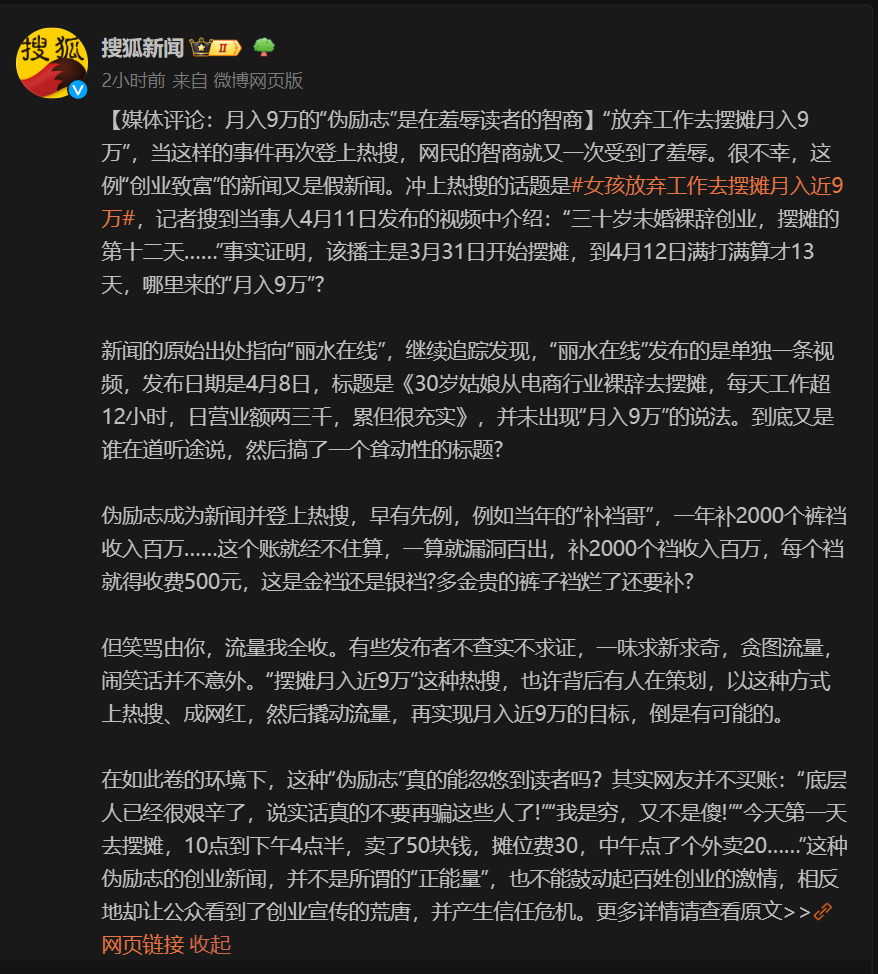 搜狐
搜狐新闻 II
2小时前 来自 微博网页版
【媒体评论：月入9万的“伪励志”是在羞辱读者的智商】“放弃工作去摆摊月入9
万”，当这样的事件再次登上热搜，网民的智商就又一次受到了羞辱。很不幸，这
例“创业致富”的新闻又是假新闻。冲上热搜的话题是#女孩放弃工作去摆摊月入近9
万#，记者搜到当事人4月11日发布的视频中介绍：“三十岁未婚裸辞创业，摆摊的
第十二天......”事实证明，该播主是3月31日开始摆摊，到4月12日满打满算才13
天，哪里来的“月入9万”？
新闻的原始出处指向“丽水在线”，继续追踪发现，“丽水在线”发布的是单独一条视
频，发布日期是4月8日，标题是《30岁姑娘从电商行业裸辞去摆摊，每天工作超
12小时，日营业额两三千，累但很充实》，并未出现“月入9万”的说法。到底又是
谁在道听途说，然后搞了一个耸动性的标题？
伪励志成为新闻并登上热搜，早有先例，例如当年的“补裆哥”，一年补2000个裤裆
收入百万......这个账就经不住算，一算就漏洞百出，补2000个裆收入百万，每个裆
就得收费500元，这是金裆还是银裆?多金贵的裤子裆烂了还要补？
但笑骂由你，流量我全收。有些发布者不查实不求证，一味求新求奇，贪图流量，
闹笑话并不意外。“摆摊月入近9万”这种热搜，也许背后有人在策划，以这种方式
上热搜、成网红，然后撬动流量，再实现月入近9万的目标，倒是有可能的。
在如此卷的环境下，这种“伪励志”真的能忽悠到读者吗？其实网友并不买账：“底层
人已经很艰辛了，说实话真的不要再骗这些人了!”“我是穷，又不是傻!”“今天第一天
去摆摊，10点到下午4点半，卖了50块钱，摊位费30，中午点了个外卖20......”这种
伪励志的创业新闻，并不是所谓的“正能量”，也不能鼓动起百姓创业的激情，相反
地却让公众看到了创业宣传的荒唐，并产生信任危机。更多详情请查看原文>>
网页链接 收起